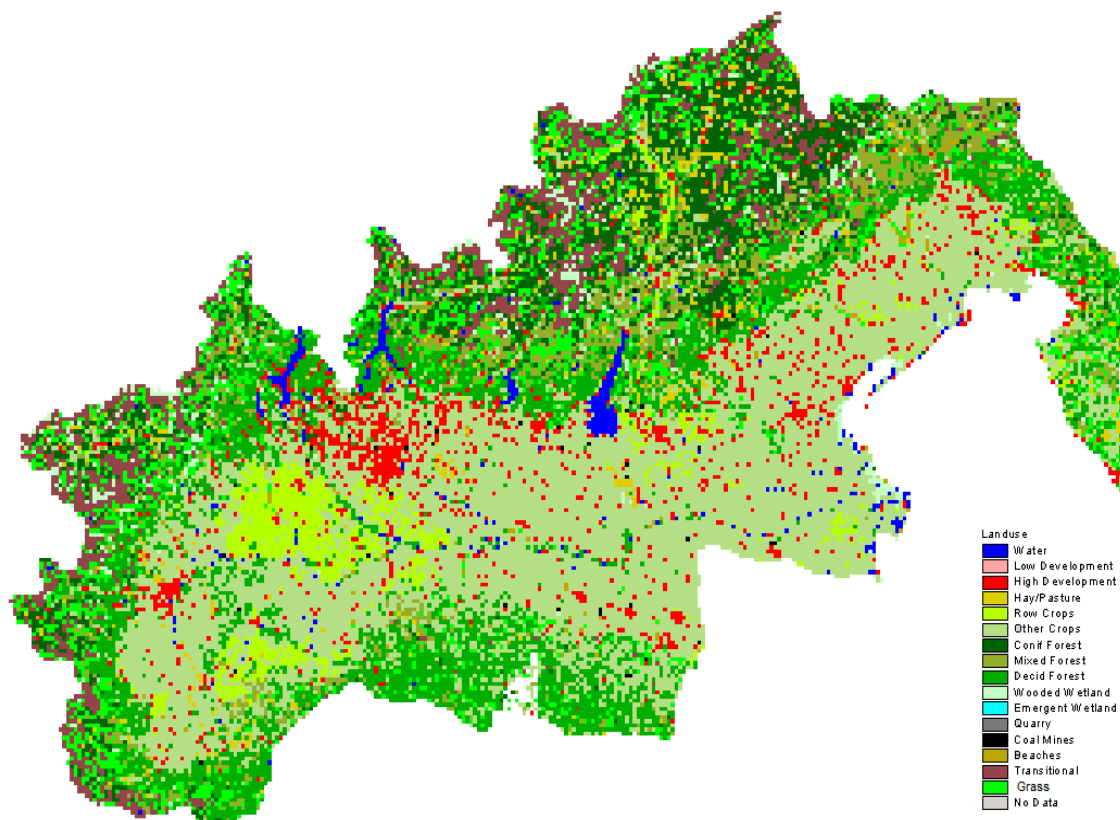 Landuse
Water
Low Development
High Development
Hay/Pasture
Row Crops
Other Crops
Conif Forest
Mixed Forest
Decid Forest
Wooded Wetland
Emergent Wetland
Quarry
Coal Mines
Beaches
Transitional
Grass
No Data